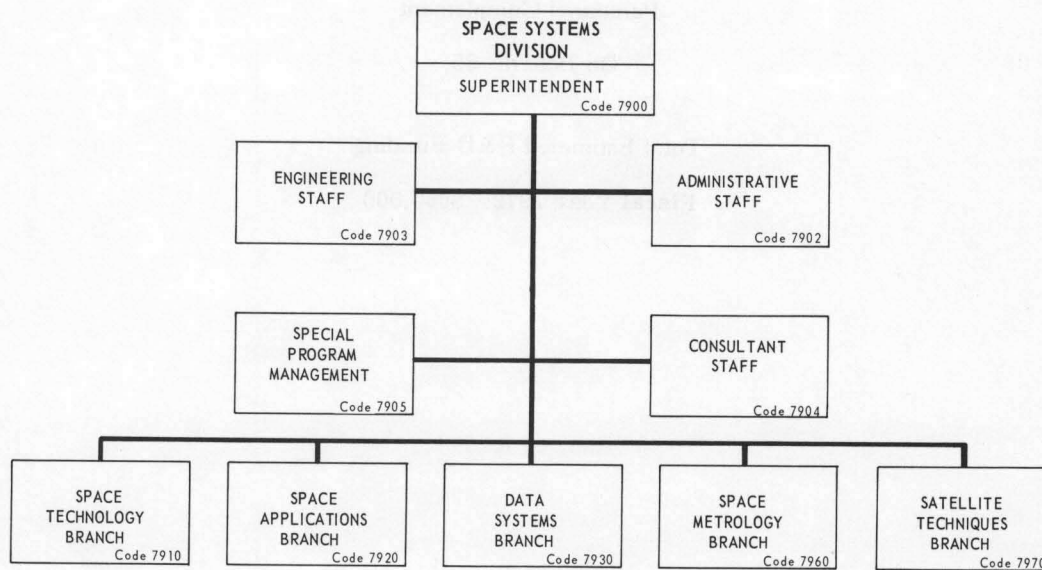 SPACE SYSTEMS
DIVISION
SUPERINTENDENT
Code 7900
ENGINEERING
STAFF
Code 7903
ADMINISTRATIVE
STAFF
Code 7902
SPECIAL
PROGRAM
MANAGEMENT
Code 7905
CONSULTANT
STAFF
Code 7904
SPACE
TECHNOLOGY
BRANCH
Code 7910
SPACE
APPLICATIONS
BRANCH
Code 7920
DATA
SYSTEMS
BRANCH
Code 7930
SPACE
METROLOGY
BRANCH
Code 7960
SATELLITE
TECHNIQUES
BRANCH
Code 7970